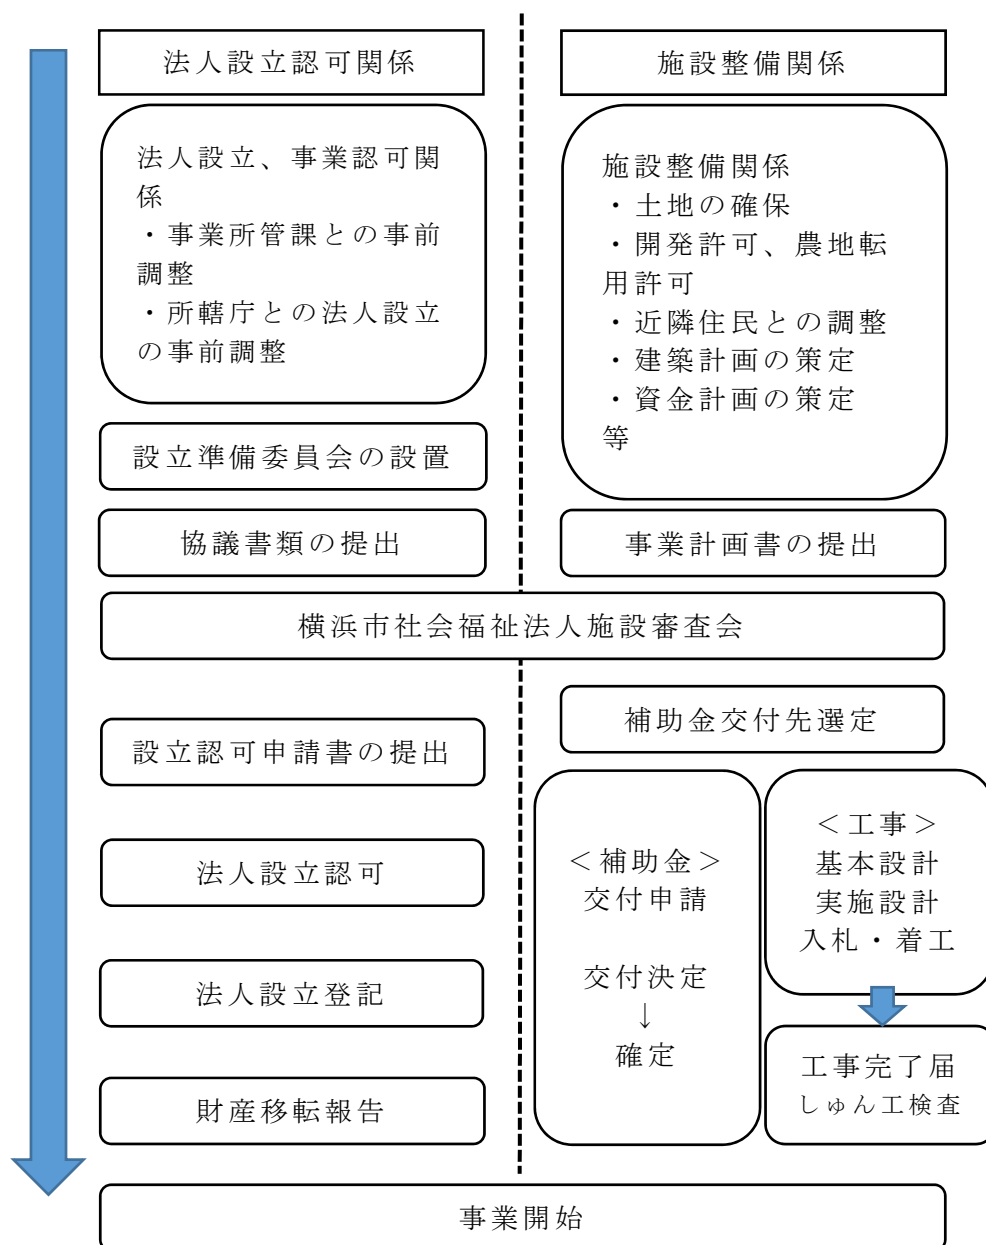 法人設立認可関係
施設整備関係
法人設立、事業認可関
係
・事業所管課との事前
調整
・所轄庁との法人設立
の事前調整
施設整備関係
・土地の確保
・開発許可、農地転
用許可
・近隣住民との調整
・建築計画の策定
・資金計画の策定
等
設立準備委員会の設置
協議書類の提出
事業計画書の提出
横浜市社会福祉法人施設審査会
補助金交付先選定
設立認可申請書の提出
法人設立認可
法人設立登記
財産移転報告
＜補助金＞
交付申請
交付決定
↓
確定
＜工事＞
基本設計
実施設計
入札・着工
工事完了届
しゅん工検査
事業開始